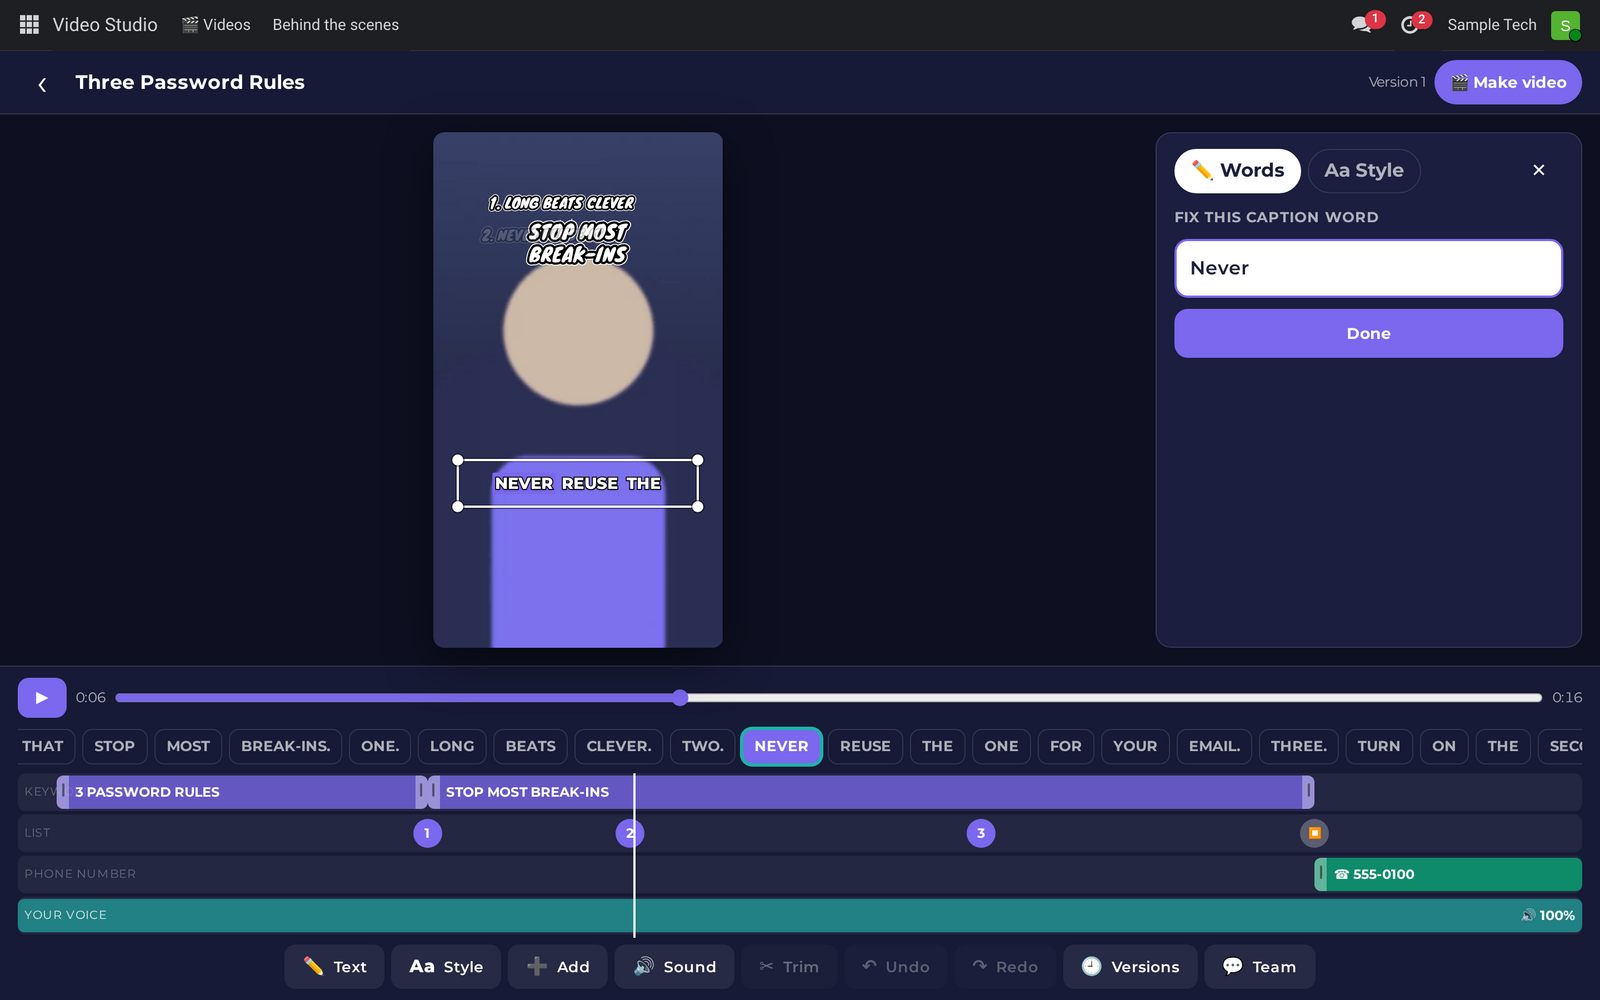 Video Studio 🎬 Videos Behind the scenes 1 2 Sample Tech S
Three Password Rules Version 1 🎬 Make video
1. LONG BEATS CLEVER
2. NEV
STOP MOST
BREAK-INS
NEVER REUSE THE
✏️ Words Aa Style ✕
FIX THIS CAPTION WORD
Never
Done
0:06 0:16
THAT STOP MOST BREAK-INS. ONE. LONG BEATS CLEVER. TWO. NEVER REUSE THE ONE FOR YOUR EMAIL. THREE. TURN ON THE SEC
KEYW 3 PASSWORD RULES STOP MOST BREAK-INS
LIST 1 2 3
PHONE NUMBER ☎ 555-0100
YOUR VOICE 🔊 100%
✏️ Text Aa Style ➕ Add 🔊 Sound ✂ Trim ↶ Undo ↷ Redo 🕘 Versions 💬 Team